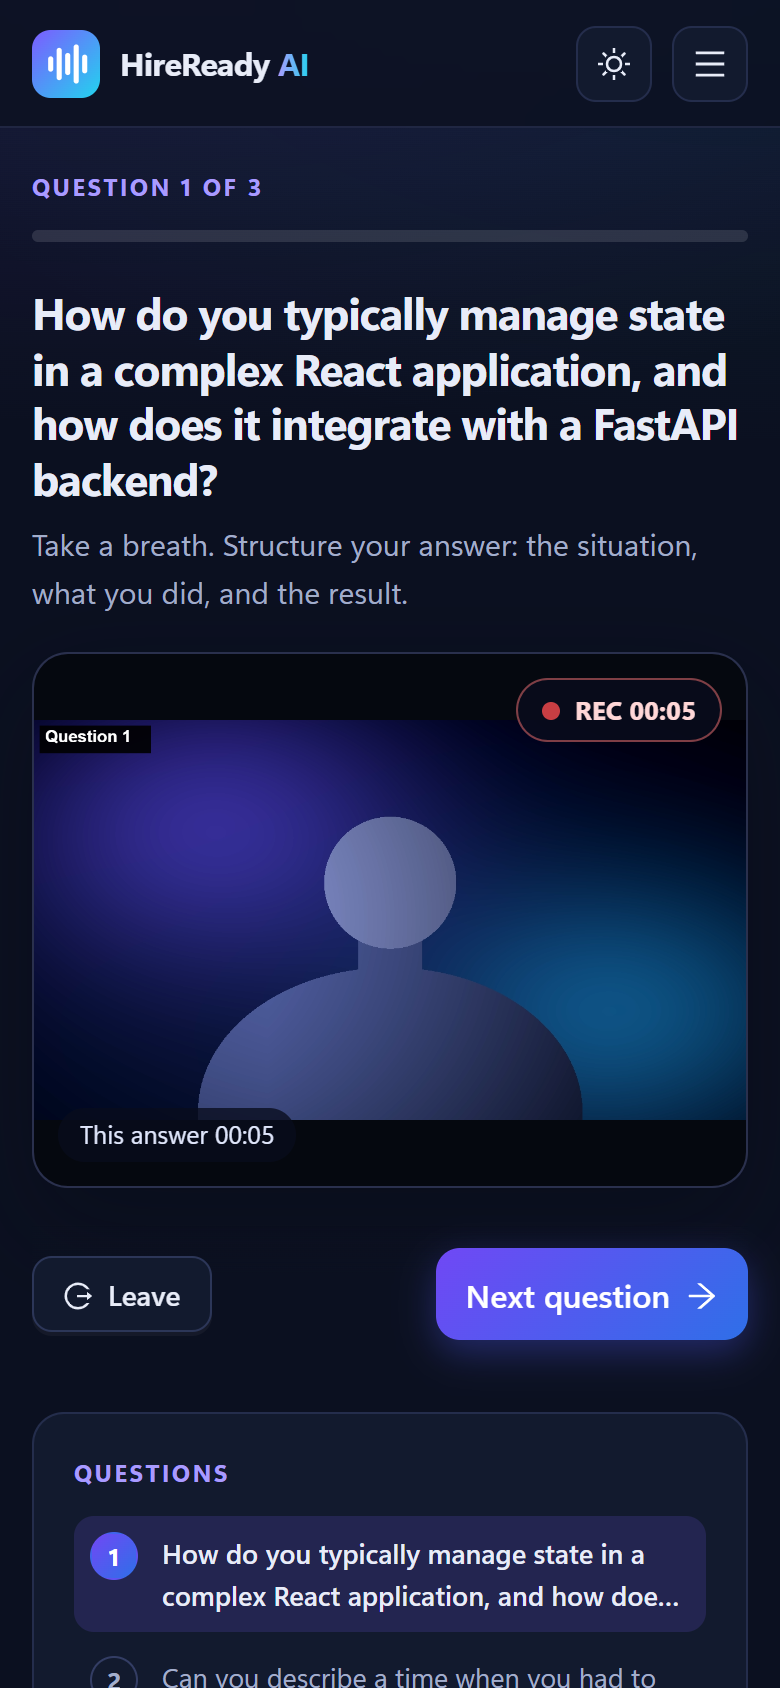 HireReady AI
QUESTION 1 OF 3
How do you typically manage state
in a complex React application, and
how does it integrate with a FastAPI
backend?
Take a breath. Structure your answer: the situation,
what you did, and the result.
REC 00:05
Question 1
This answer 00:05
Leave
Next question
QUESTIONS
1
How do you typically manage state in a
complex React application, and how doe...
2
Can you describe a time when you had to